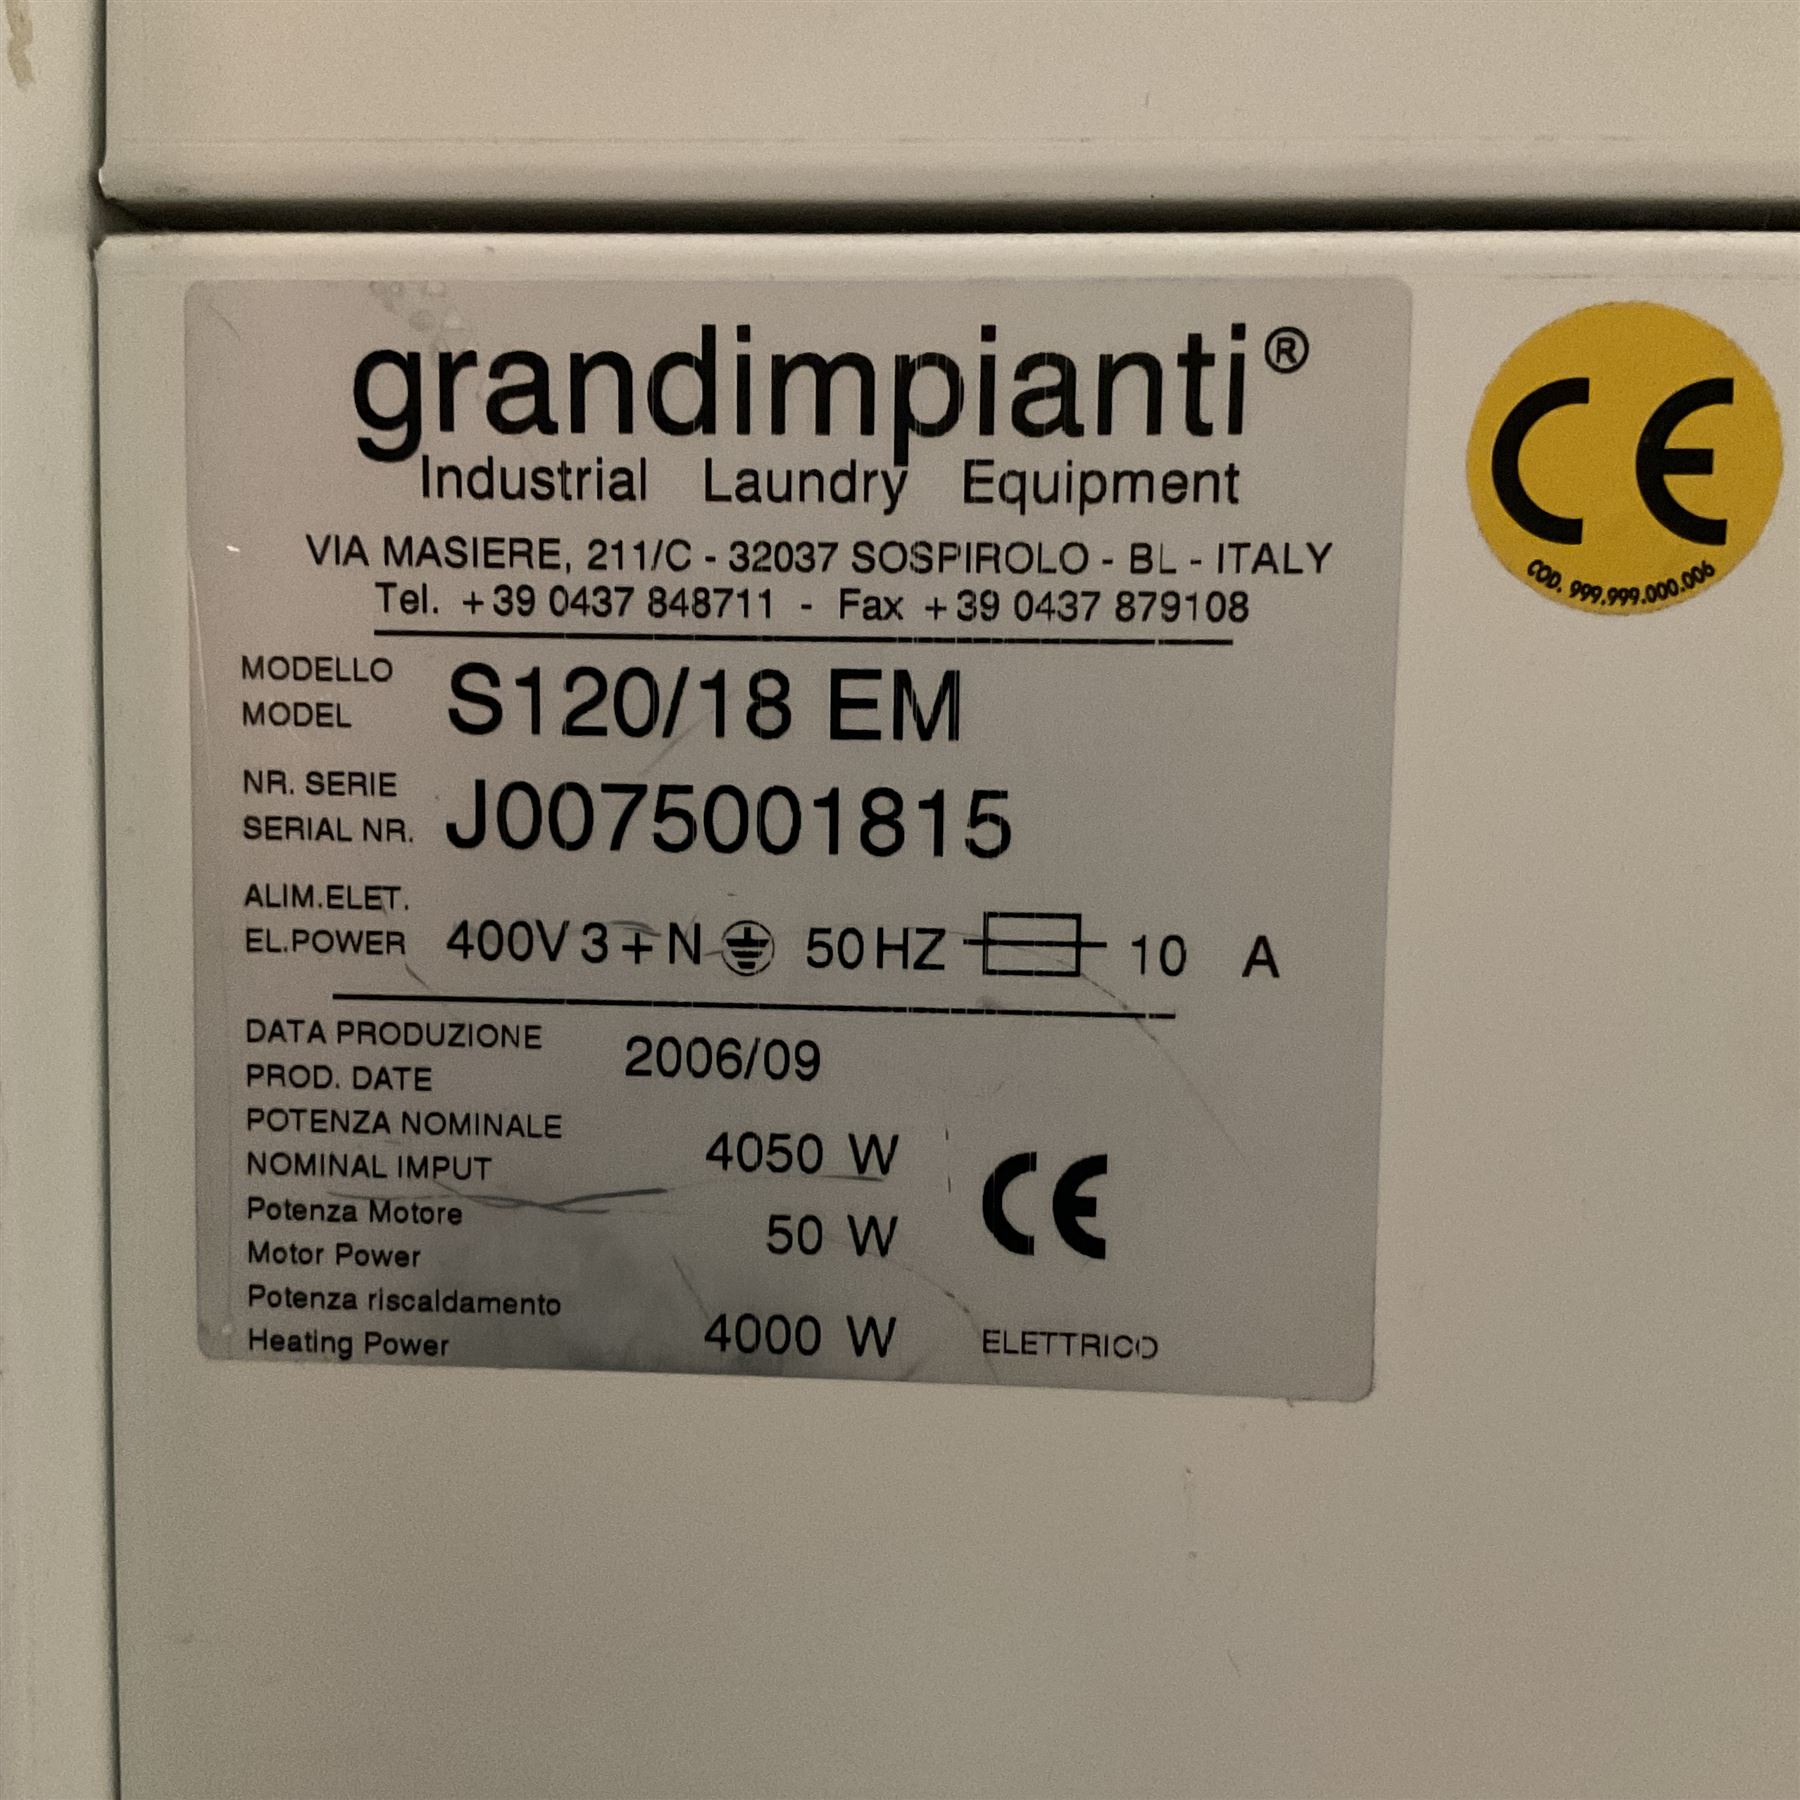 grandimpianti®
Industrial Laundry Equipment
VIA MASIERE, 211/C - 32037 SOSPIROLO - BL - ITALY
Tel. +39 0437 848711 - Fax +39 0437 879108
MODELLO
MODEL S120/18 EM
NR. SERIE
SERIAL NR. J0075001815
ALIM.ELET.
EL.POWER 400V 3+N 50HZ 10 A
DATA PRODUZIONE
PROD. DATE 2006/09
POTENZA NOMINALE
NOMINAL IMPUT 4050 W
Potenza Motore
Motor Power 50 W
CE
Potenza riscaldamento
Heating Power 4000 W ELETTRICO
CE
COD. 999.999.000.006